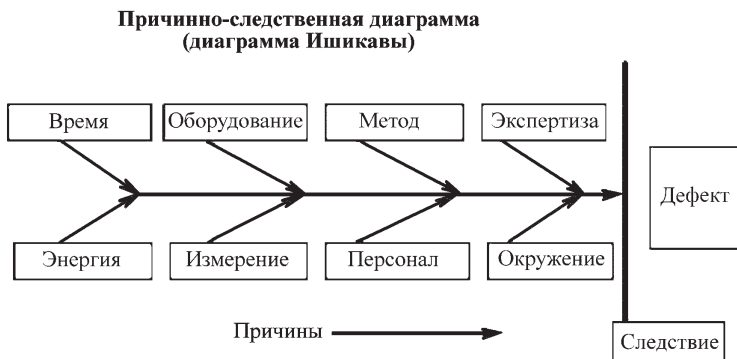 Причинно-следственная диаграмма
(диаграмма Ишикавы)
Время
Оборудование
Метод
Экспертиза
Дефект
Энергия
Измерение
Персонал
Окружение
Причины
Следствие